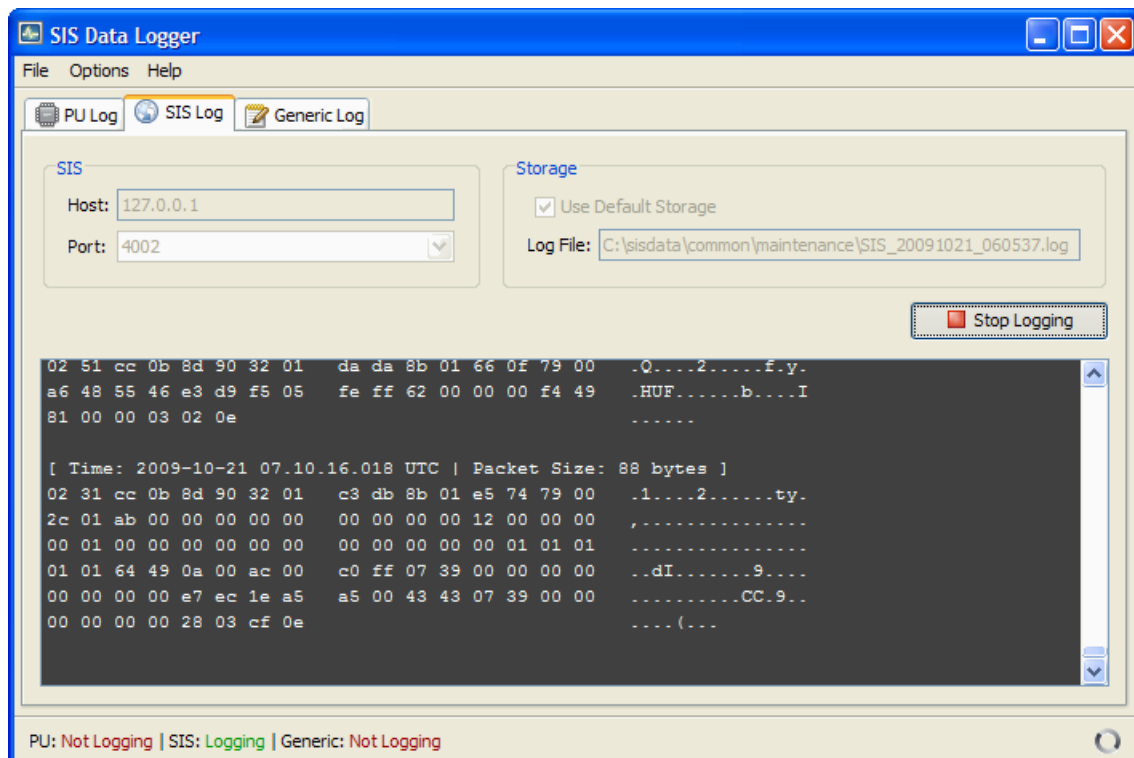 SIS Data Logger
File Options Help
PU Log SIS Log Generic Log
SIS
Host: 127.0.0.1
Port: 4002
Storage
Use Default Storage
Log File: C:\sisdata\common\maintenance\SIS_20091021_060537.log
Stop Logging
02 51 cc 0b 8d 90 32 01 da da 8b 01 66 0f 79 00 .Q....2.....f.y.
a6 48 55 46 e3 d9 f5 05 fe ff 62 00 00 00 f4 49 .HUF......b....I
81 00 00 03 02 0e ......
[ Time: 2009-10-21 07.10.16.018 UTC | Packet Size: 88 bytes ]
02 31 cc 0b 8d 90 32 01 c3 db 8b 01 e5 74 79 00 .1....2......ty.
2c 01 ab 00 00 00 00 00 00 00 00 00 12 00 00 00 ,...............
00 01 00 00 00 00 00 00 00 00 00 00 00 01 01 01 ................
01 01 64 49 0a 00 ac 00 c0 ff 07 39 00 00 00 00 ..dI.......9....
00 00 00 00 e7 ec 1e a5 a5 00 43 43 07 39 00 00 ..........CC.9..
00 00 00 00 28 03 cf 0e ....(...
PU: Not Logging | SIS: Logging | Generic: Not Logging